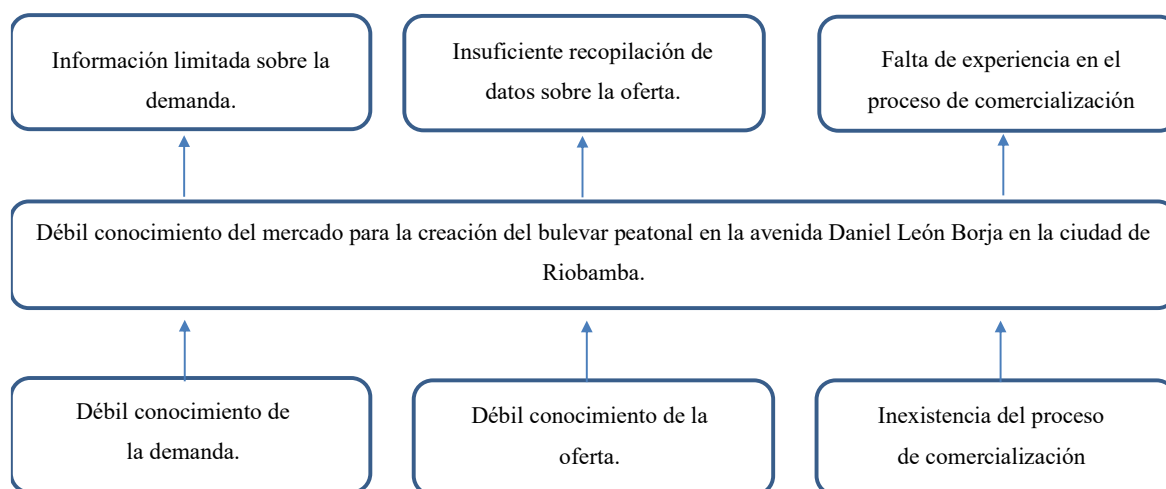 Información limitada sobre la
demanda.
Insuficiente recopilación de
datos sobre la oferta.
Falta de experiencia en el
proceso de comercialización
Débil conocimiento del mercado para la creación del bulevar peatonal en la avenida Daniel León Borja en la ciudad de
Riobamba.
Débil conocimiento de
la demanda.
Débil conocimiento de la
oferta.
Inexistencia del proceso
de comercialización